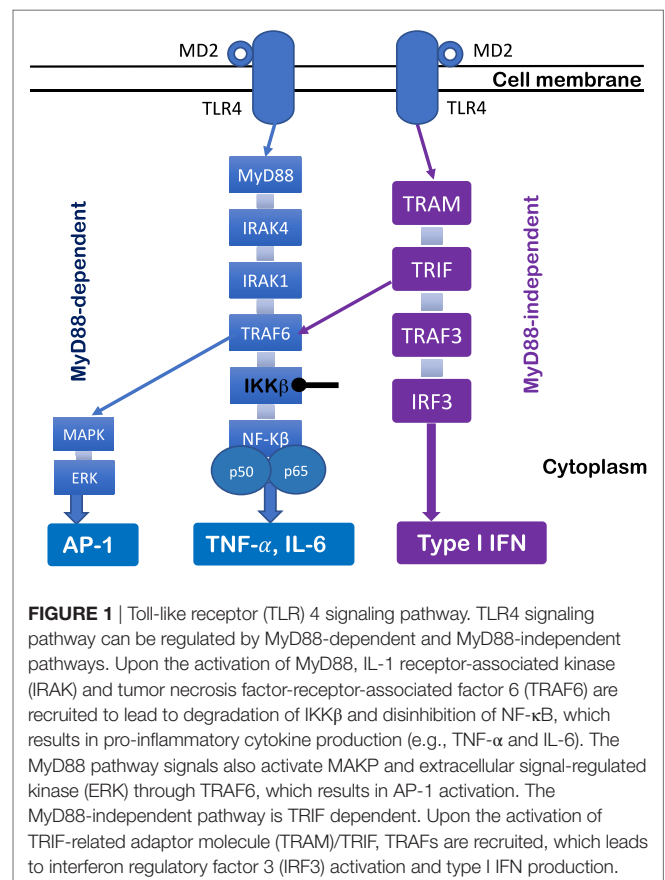 MD2
MD2
Cell membrane
TLR4
TLR4
MyD88
TRAM
IRAK4
MyD88-dependent
MyD88-independent
TRIF
IRAK1
TRAF6
TRAF3
IKKβ
IRF3
MAPK
NF-Kβ
p50
p65
ERK
Cytoplasm
AP-1
TNF-α, IL-6
Type I IFN
FIGURE 1 | Toll-like receptor (TLR) 4 signaling pathway. TLR4 signaling
pathway can be regulated by MyD88-dependent and MyD88-independent
pathways. Upon the activation of MyD88, IL-1 receptor-associated kinase
(IRAK) and tumor necrosis factor-receptor-associated factor 6 (TRAF6) are
recruited to lead to degradation of IKKβ and disinhibition of NF-κB, which
results in pro-inflammatory cytokine production (e.g., TNF-α and IL-6). The
MyD88 pathway signals also activate MAKP and extracellular signal-regulated
kinase (ERK) through TRAF6, which results in AP-1 activation. The
MyD88-independent pathway is TRIF dependent. Upon the activation of
TRIF-related adaptor molecule (TRAM)/TRIF, TRAFs are recruited, which leads
to interferon regulatory factor 3 (IRF3) activation and type I IFN production.